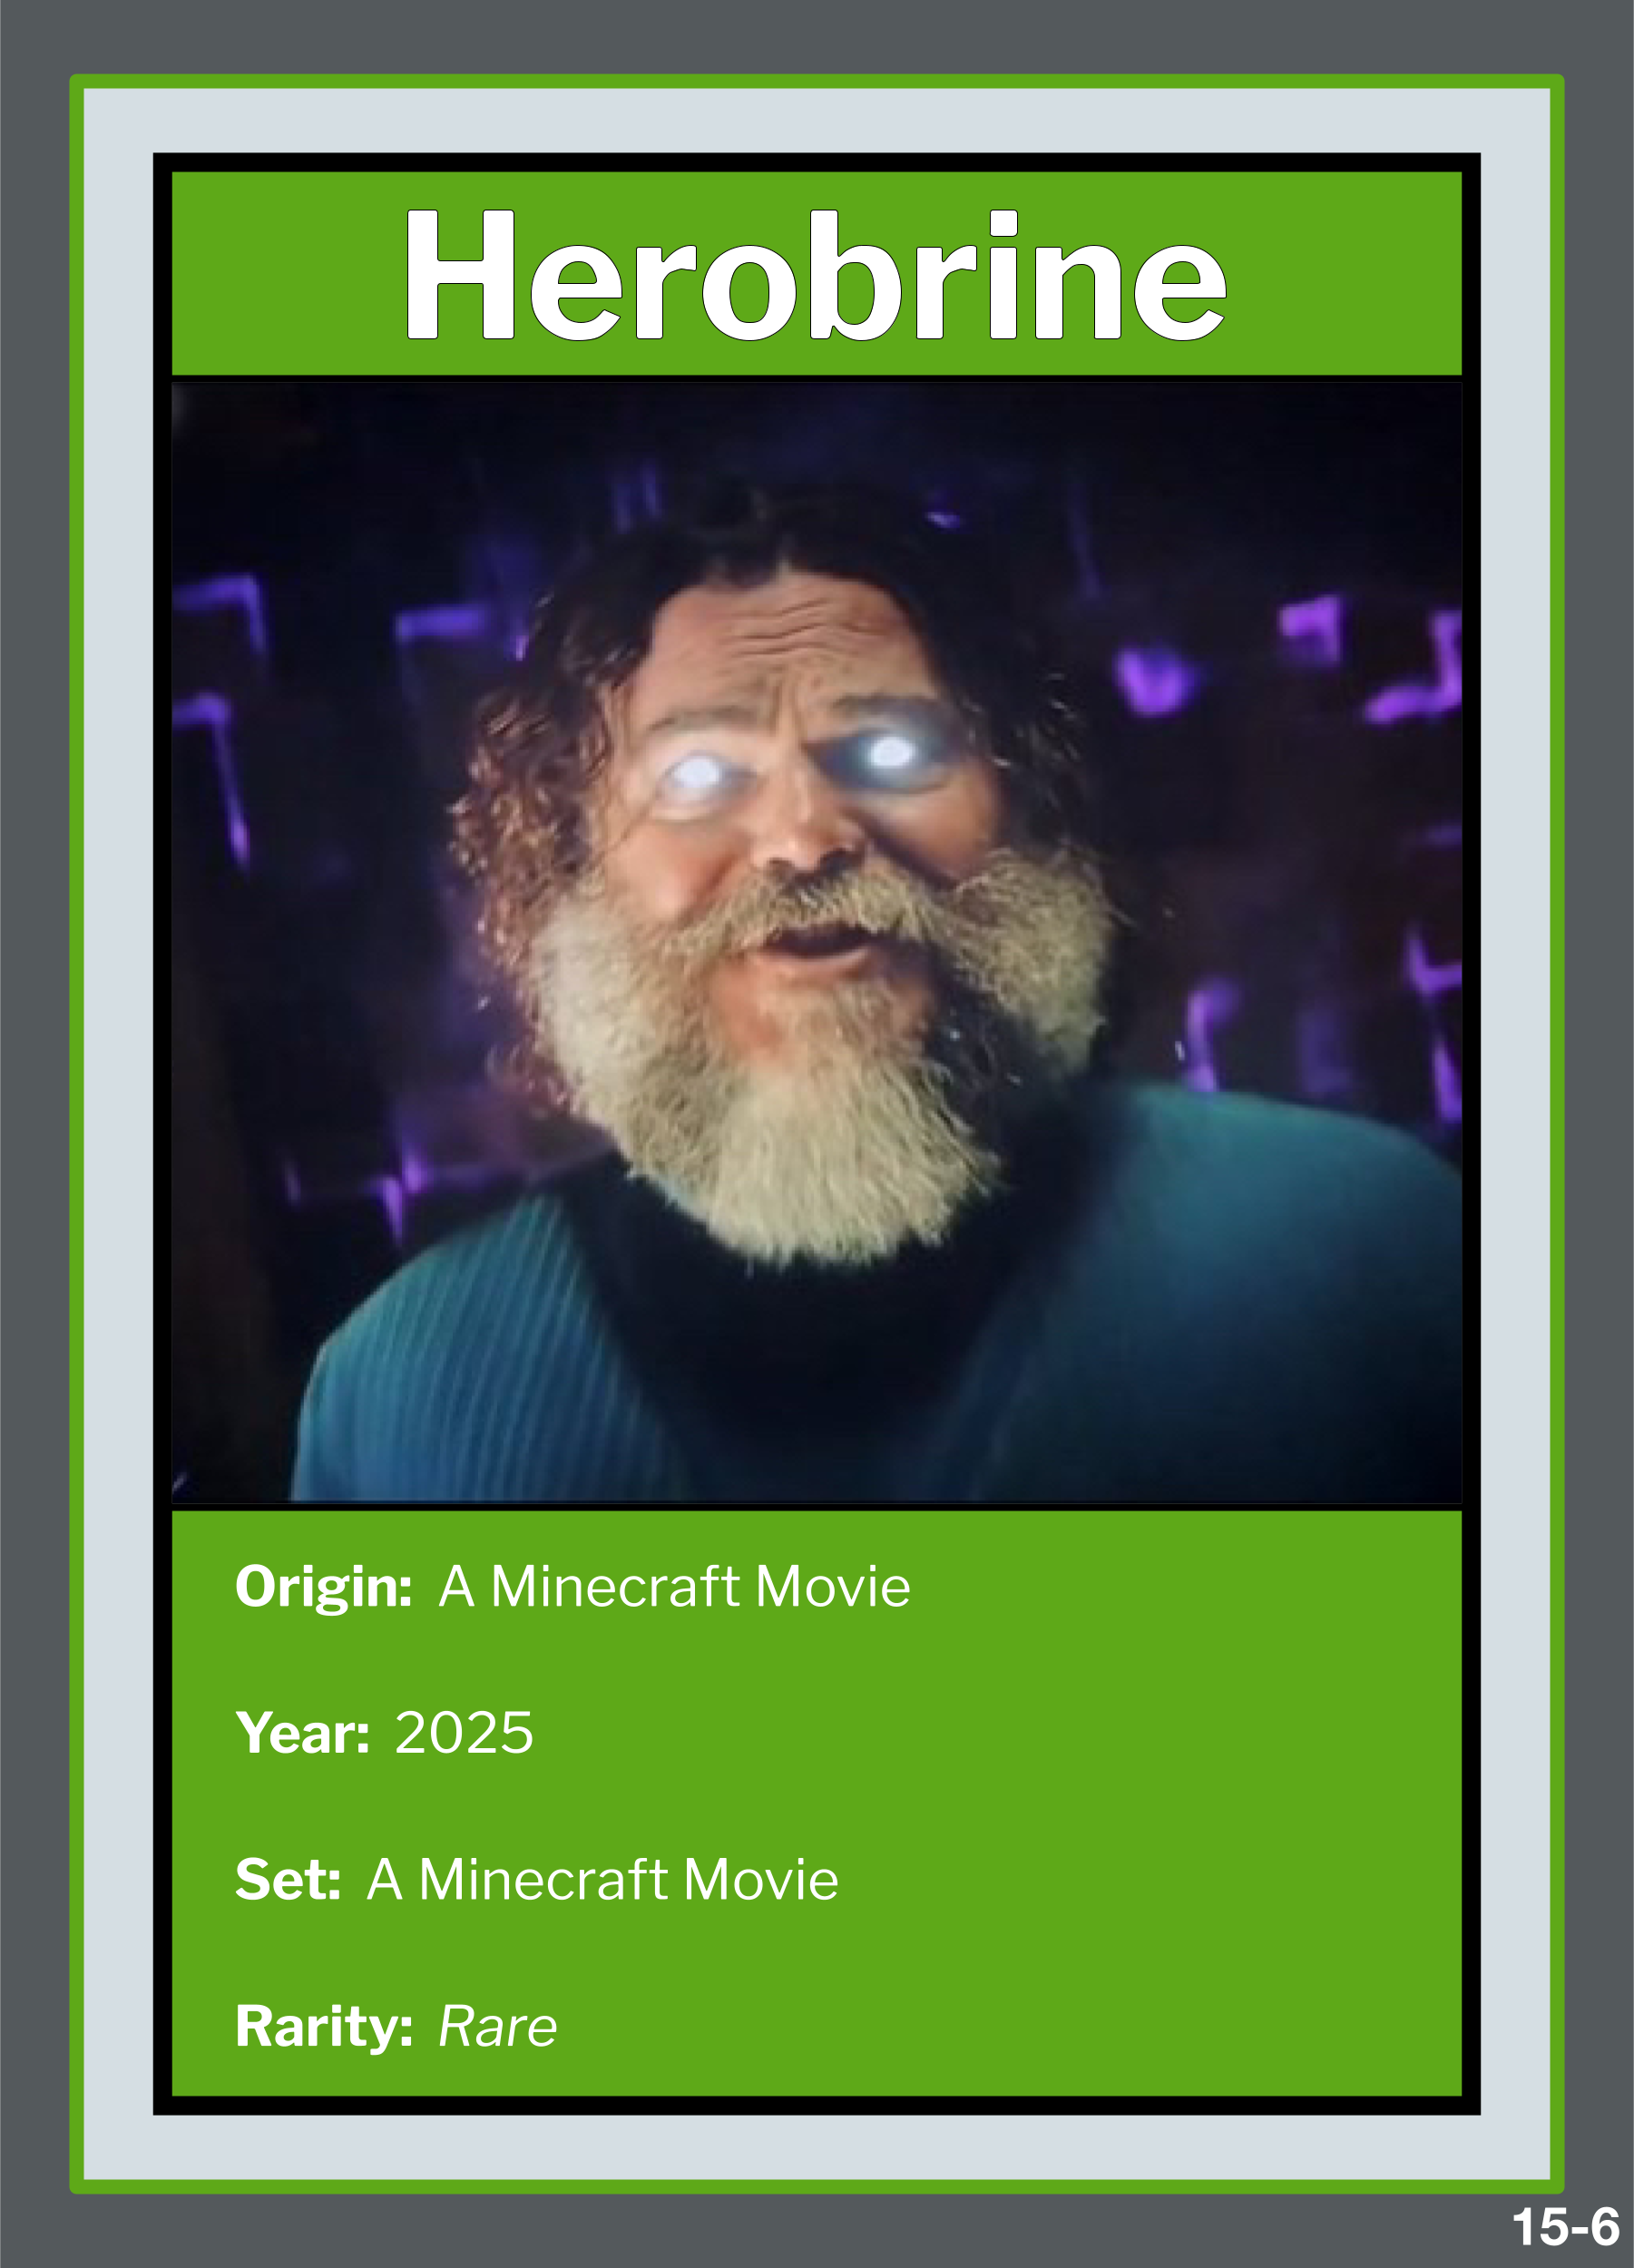 Herobrine
Origin: A Minecraft Movie
Year: 2025
Set: A Minecraft Movie
Rarity: Rare
15-6